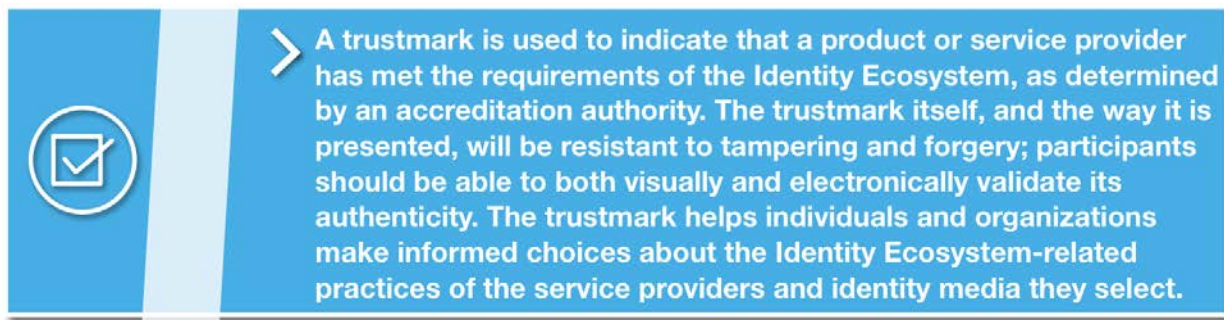 A trustmark is used to indicate that a product or service provider
has met the requirements of the Identity Ecosystem, as determined
by an accreditation authority. The trustmark itself, and the way it is
presented, will be resistant to tampering and forgery; participants
should be able to both visually and electronically validate its
authenticity. The trustmark helps individuals and organizations
make informed choices about the Identity Ecosystem-related
practices of the service providers and identity media they select.